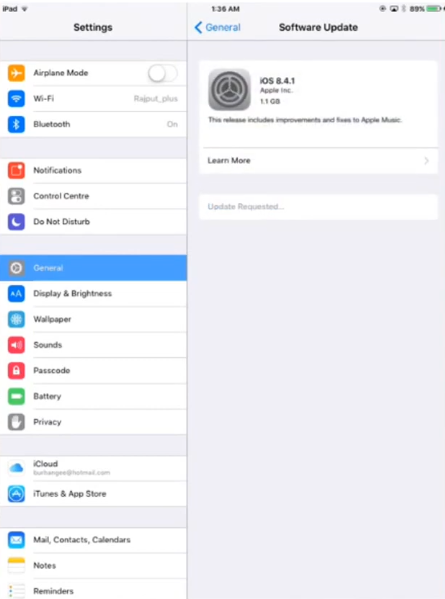 iPad 1:36 AM 89%
Settings
General Software Update
Airplane Mode
Wi-Fi Rajput_plus
Bluetooth On
Notifications
Control Centre
Do Not Disturb
General
AA Display & Brightness
Wallpaper
Sounds
Passcode
Battery
Privacy
iCloud
burhangee@hotmail.com
iTunes & App Store
Mail, Contacts, Calendars
Notes
Reminders
iOS 8.4.1
Apple Inc.
1.1 GB
This release includes improvements and fixes to Apple Music.
Learn More
Update Requested...